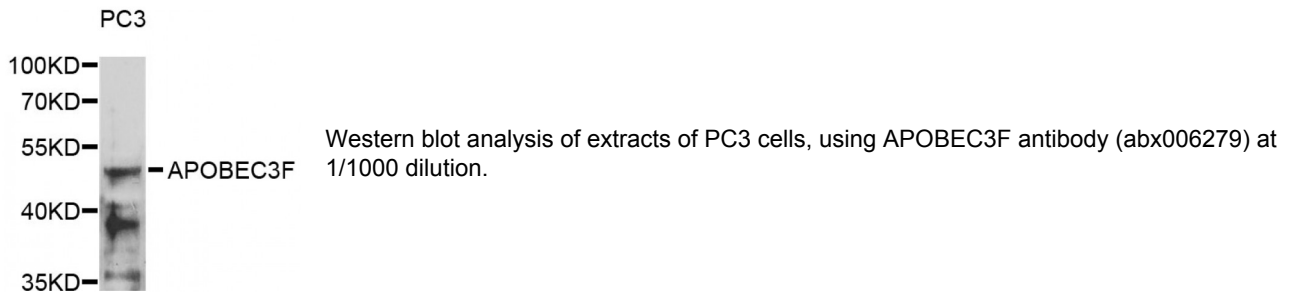 PC3
100KD
70KD
55KD
APOBEC3F
40KD
35KD
Western blot analysis of extracts of PC3 cells, using APOBEC3F antibody (abx006279) at
1/1000 dilution.